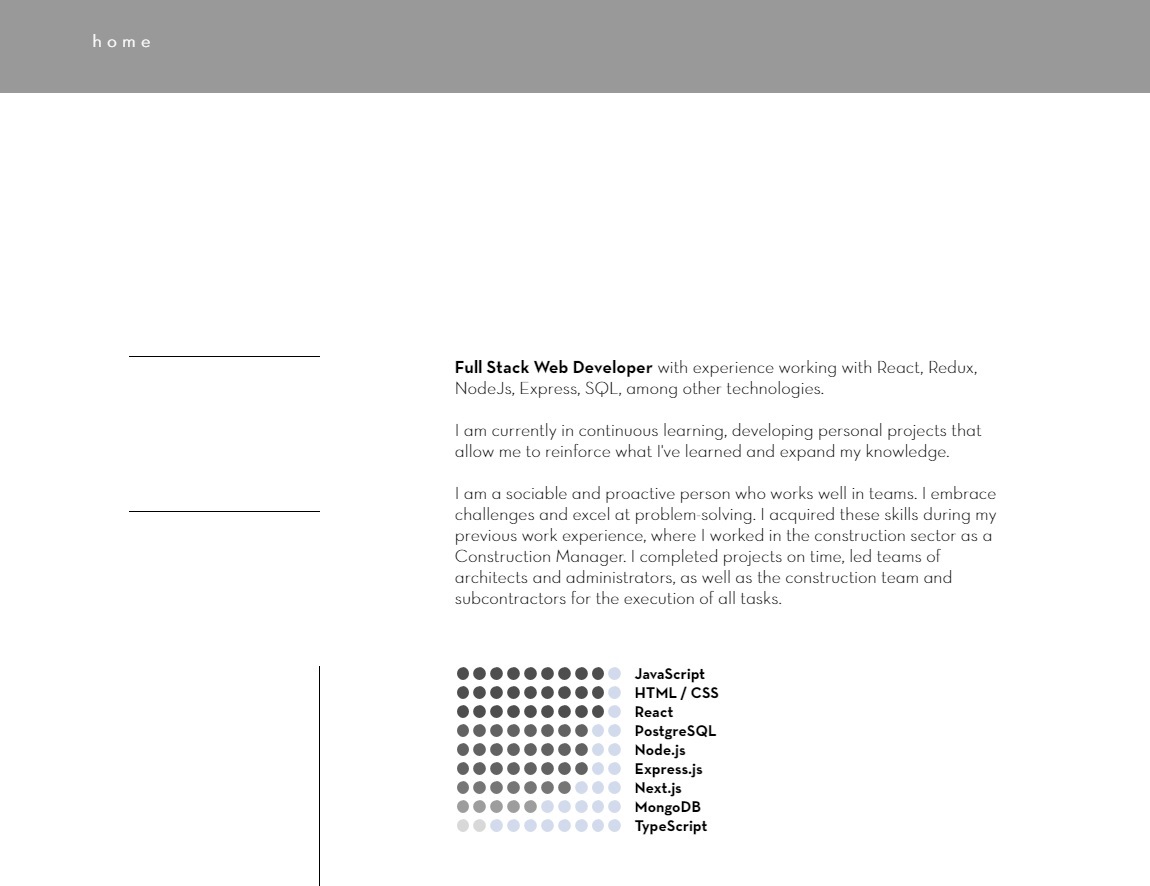 home
Full Stack Web Developer with experience working with React, Redux,
NodeJs, Express, SQL, among other technologies.
I am currently in continuous learning, developing personal projects that
allow me to reinforce what I've learned and expand my knowledge.
I am a sociable and proactive person who works well in teams. I embrace
challenges and excel at problem-solving. I acquired these skills during my
previous work experience, where I worked in the construction sector as a
Construction Manager. I completed projects on time, led teams of
architects and administrators, as well as the construction team and
subcontractors for the execution of all tasks.
JavaScript
HTML / CSS
React
PostgreSQL
Node.js
Express.js
Next.js
MongoDB
TypeScript